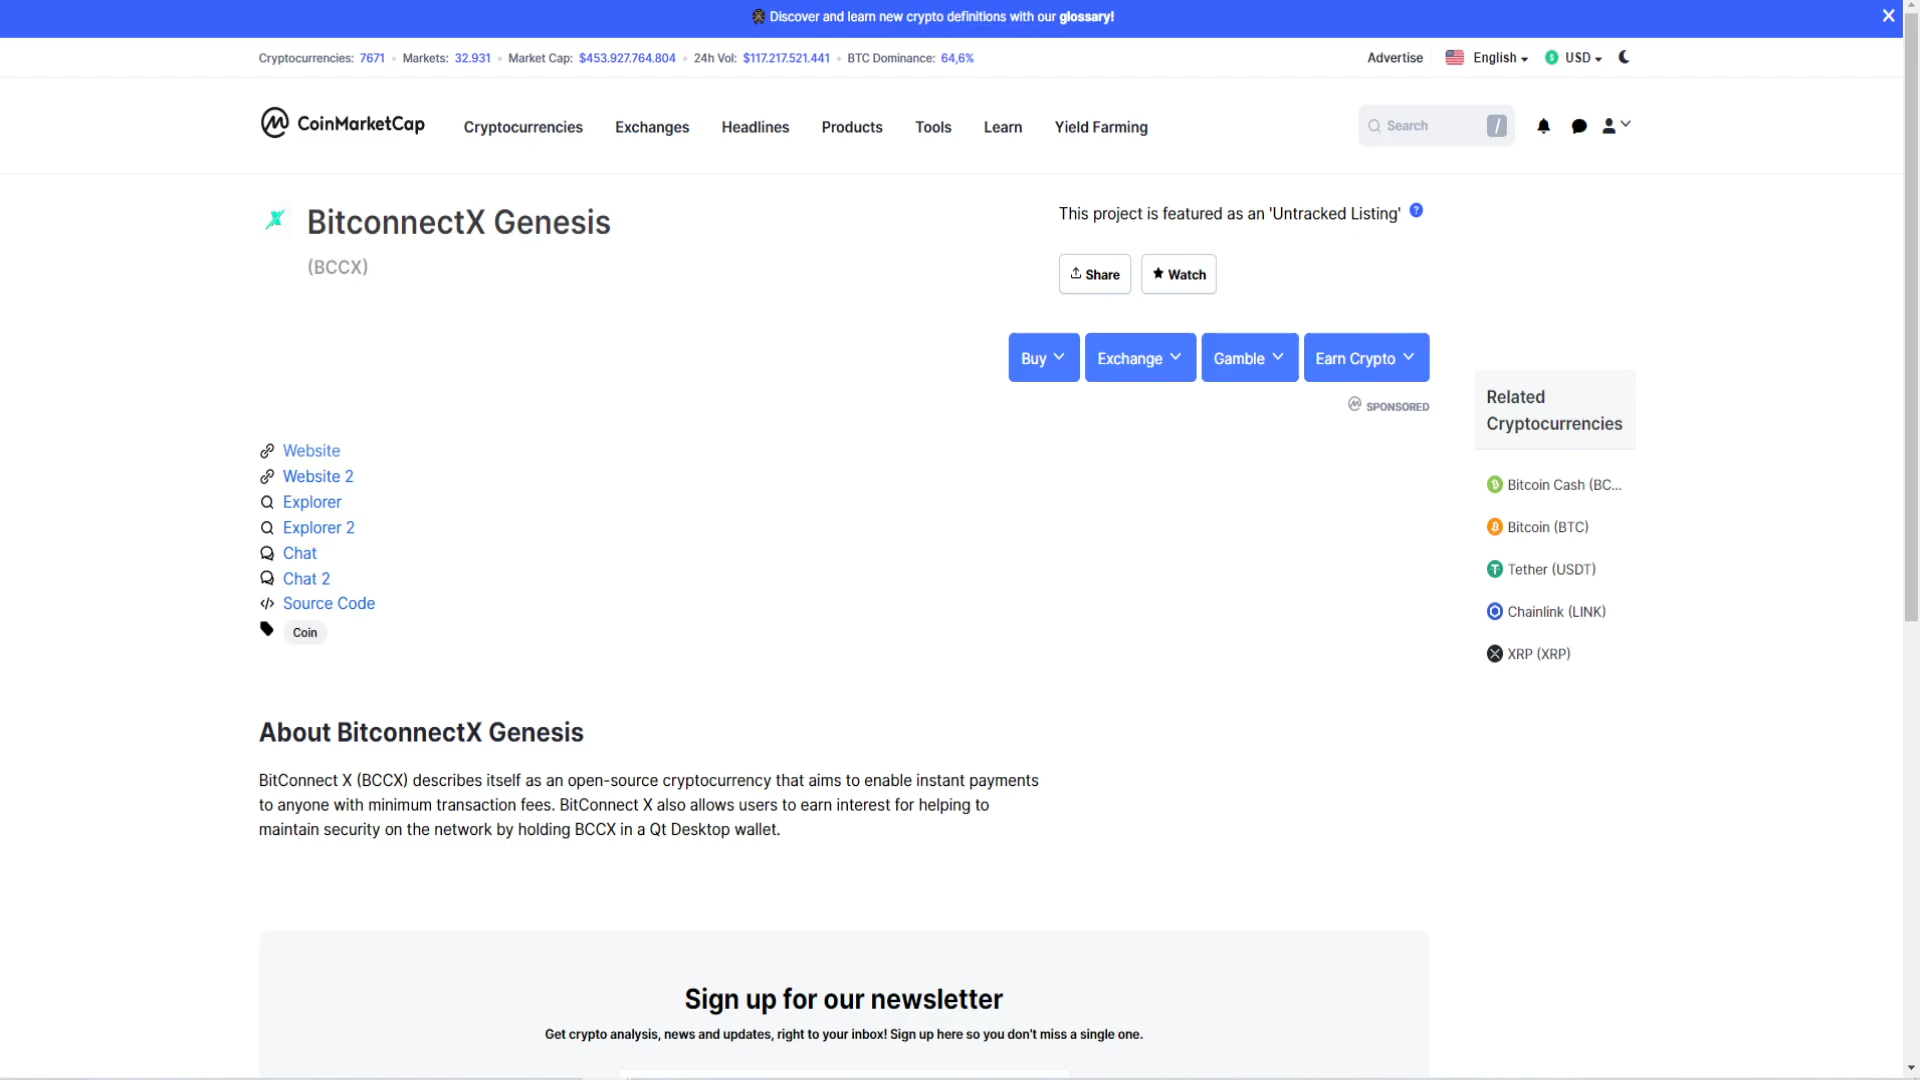 Discover and learn new crypto definitions with our glossary!
Cryptocurrencies: 7671 • Markets: 32.931 • Market Cap: $453.927.764.804 • 24h Vol: $117.217.521.441 • BTC Dominance: 64,6%
Advertise English USD
CoinMarketCap Cryptocurrencies Exchanges Headlines Products Tools Learn Yield Farming Search /
BitconnectX Genesis
(BCCX)
This project is featured as an 'Untracked Listing' ?
Share Watch
Buy Exchange Gamble Earn Crypto
SPONSORED
Website
Website 2
Explorer
Explorer 2
Chat
Chat 2
Source Code
Coin
Related
Cryptocurrencies
Bitcoin Cash (BC...
Bitcoin (BTC)
Tether (USDT)
Chainlink (LINK)
XRP (XRP)
About BitconnectX Genesis
BitConnect X (BCCX) describes itself as an open-source cryptocurrency that aims to enable instant payments
to anyone with minimum transaction fees. BitConnect X also allows users to earn interest for helping to
maintain security on the network by holding BCCX in a Qt Desktop wallet.
Sign up for our newsletter
Get crypto analysis, news and updates, right to your inbox! Sign up here so you don't miss a single one.